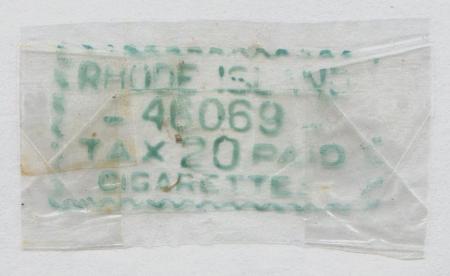 RHODE ISLAND
- 46069 -
TAX 20 PAID
CIGARETTES